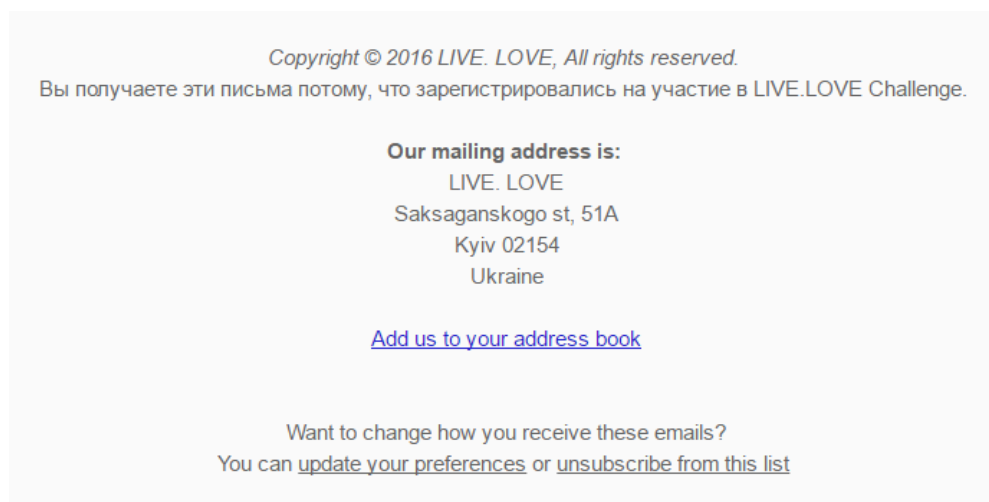 Copyright © 2016 LIVE. LOVE, All rights reserved.
Вы получаете эти письма потому, что зарегистрировались на участие в LIVE.LOVE Challenge.
Our mailing address is:
LIVE. LOVE
Saksaganskogo st, 51A
Kyiv 02154
Ukraine
Add us to your address book
Want to change how you receive these emails?
You can update your preferences or unsubscribe from this list